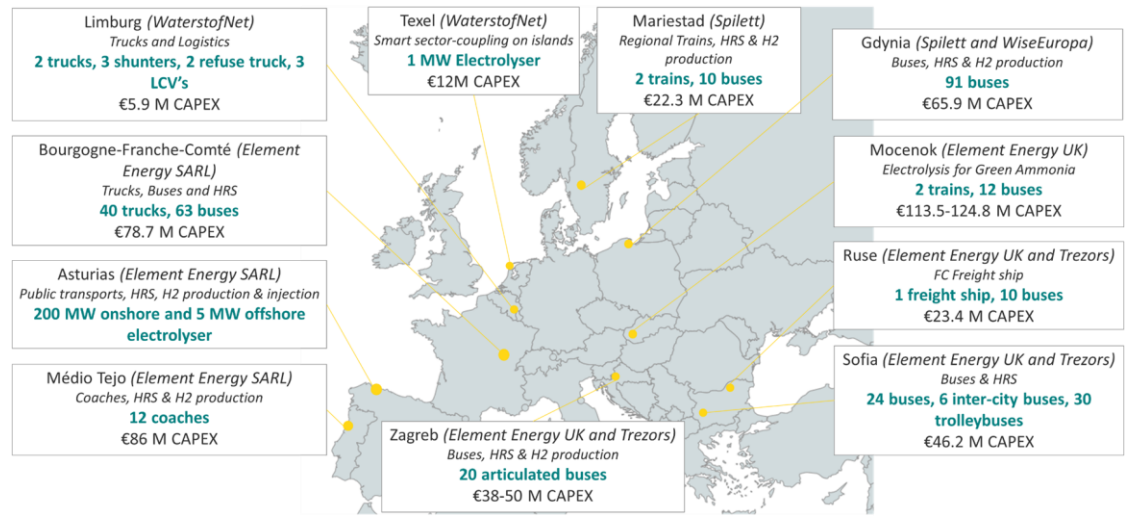 Limburg (WaterstofNet)
Trucks and Logistics
2 trucks, 3 shunters, 2 refuse truck, 3
LCV's
€5.9 M CAPEX
Texel (WaterstofNet)
Smart sector-coupling on islands
1 MW Electrolyser
€12M CAPEX
Mariestad (Spilett)
Regional Trains, HRS & H2
production
2 trains, 10 buses
€22.3 M CAPEX
Gdynia (Spilett and WiseEuropa)
Buses, HRS & H2 production
91 buses
€65.9 M CAPEX
Bourgogne-Franche-Comté (Element
Energy SARL)
Trucks, Buses and HRS
40 trucks, 63 buses
€78.7 M CAPEX
Mocenok (Element Energy UK)
Electrolysis for Green Ammonia
2 trains, 12 buses
€113.5-124.8 M CAPEX
Asturias (Element Energy SARL)
Public transports, HRS, H2 production & injection
200 MW onshore and 5 MW offshore
electrolyser
Ruse (Element Energy UK and Trezors)
FC Freight ship
1 freight ship, 10 buses
€23.4 M CAPEX
Médio Tejo (Element Energy SARL)
Coaches, HRS & H2 production
12 coaches
€86 M CAPEX
Sofia (Element Energy UK and Trezors)
Buses & HRS
24 buses, 6 inter-city buses, 30
trolleybuses
€46.2 M CAPEX
Zagreb (Element Energy UK and Trezors)
Buses, HRS & H2 production
20 articulated buses
€38-50 M CAPEX